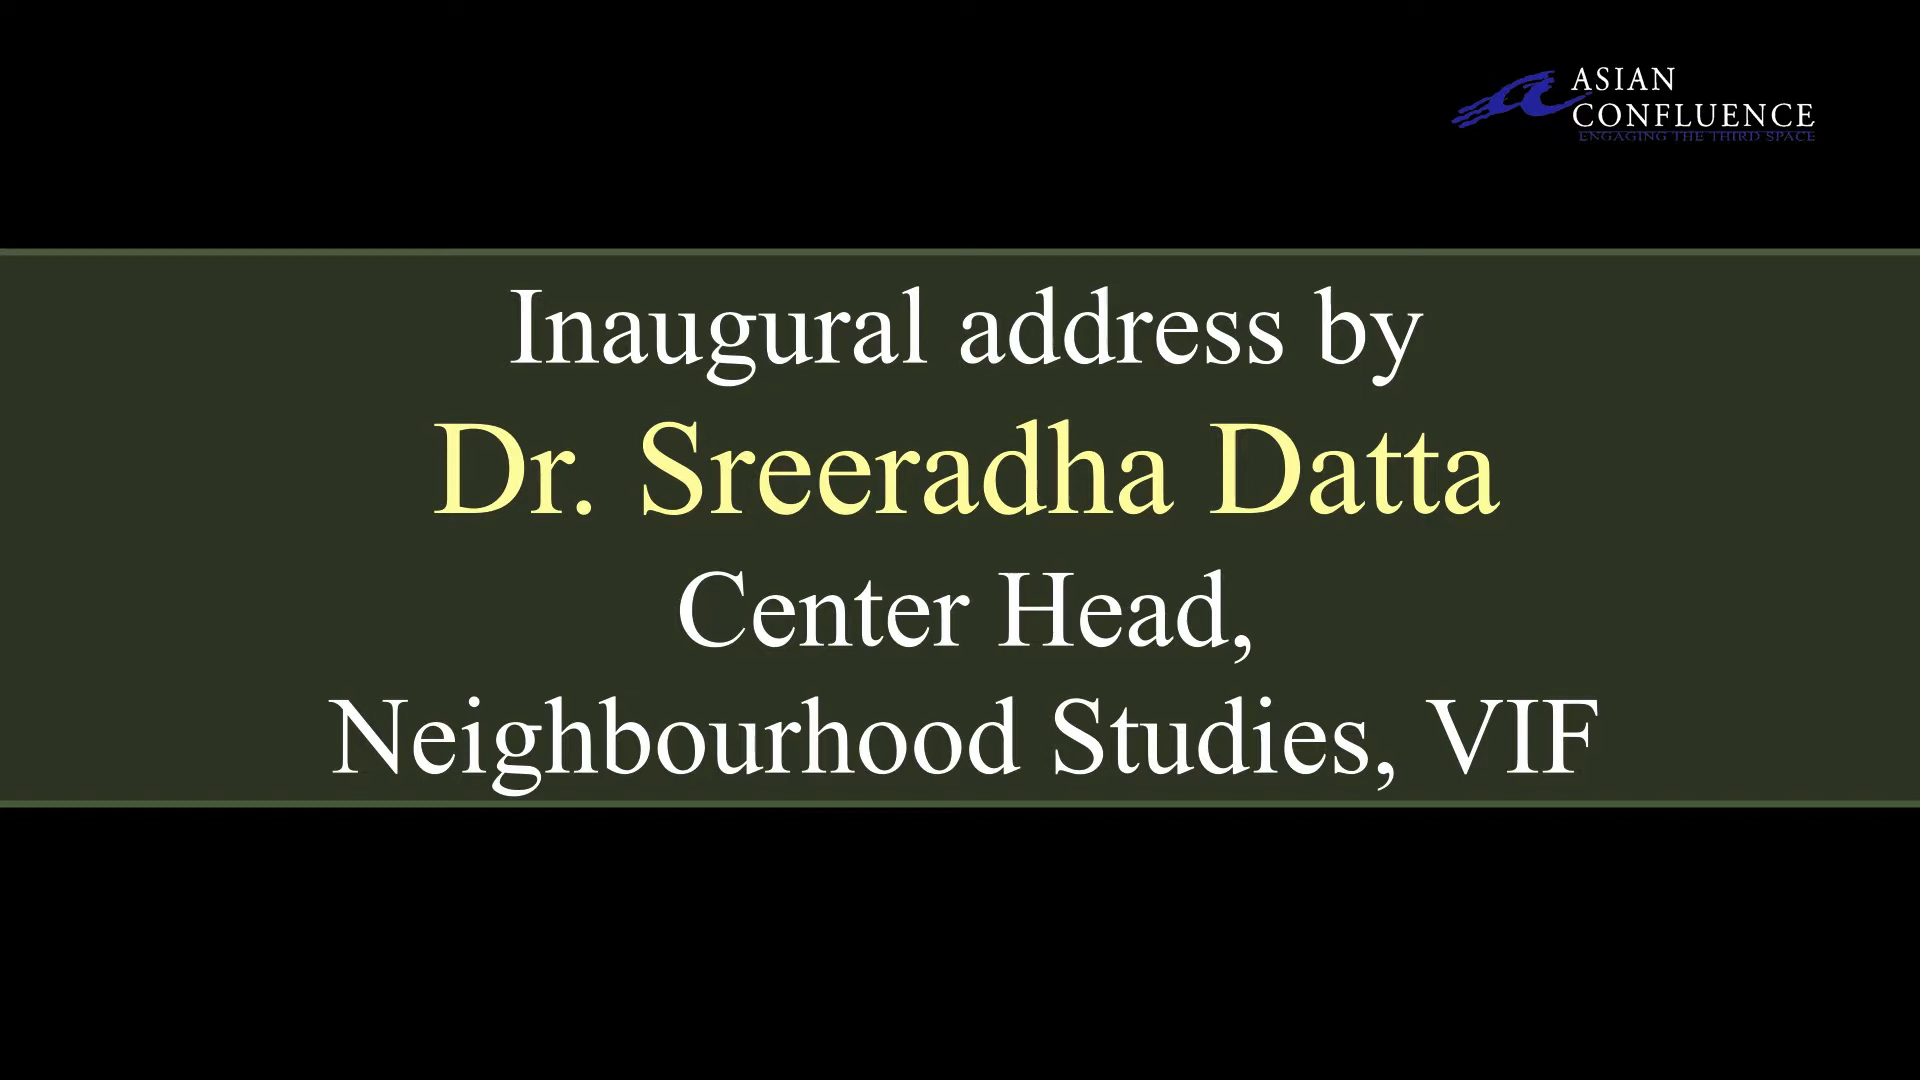 ASIAN
CONFLUENCE
ENGAGING THE THIRD SPACE
Inaugural address by
Dr. Sreeradha Datta
Center Head,
Neighbourhood Studies, VIF